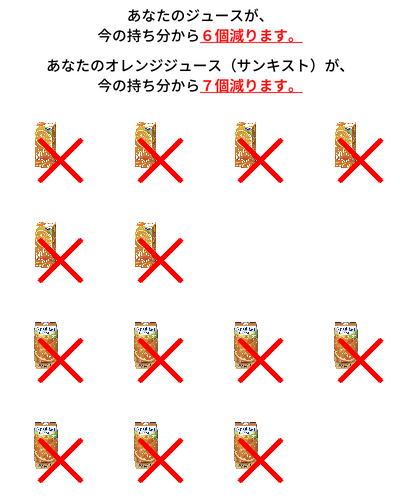 あなたのジュースが、
今の持ち分から６個減ります。
あなたのオレンジジュース（サンキスト）が、
今の持ち分から７個減ります。